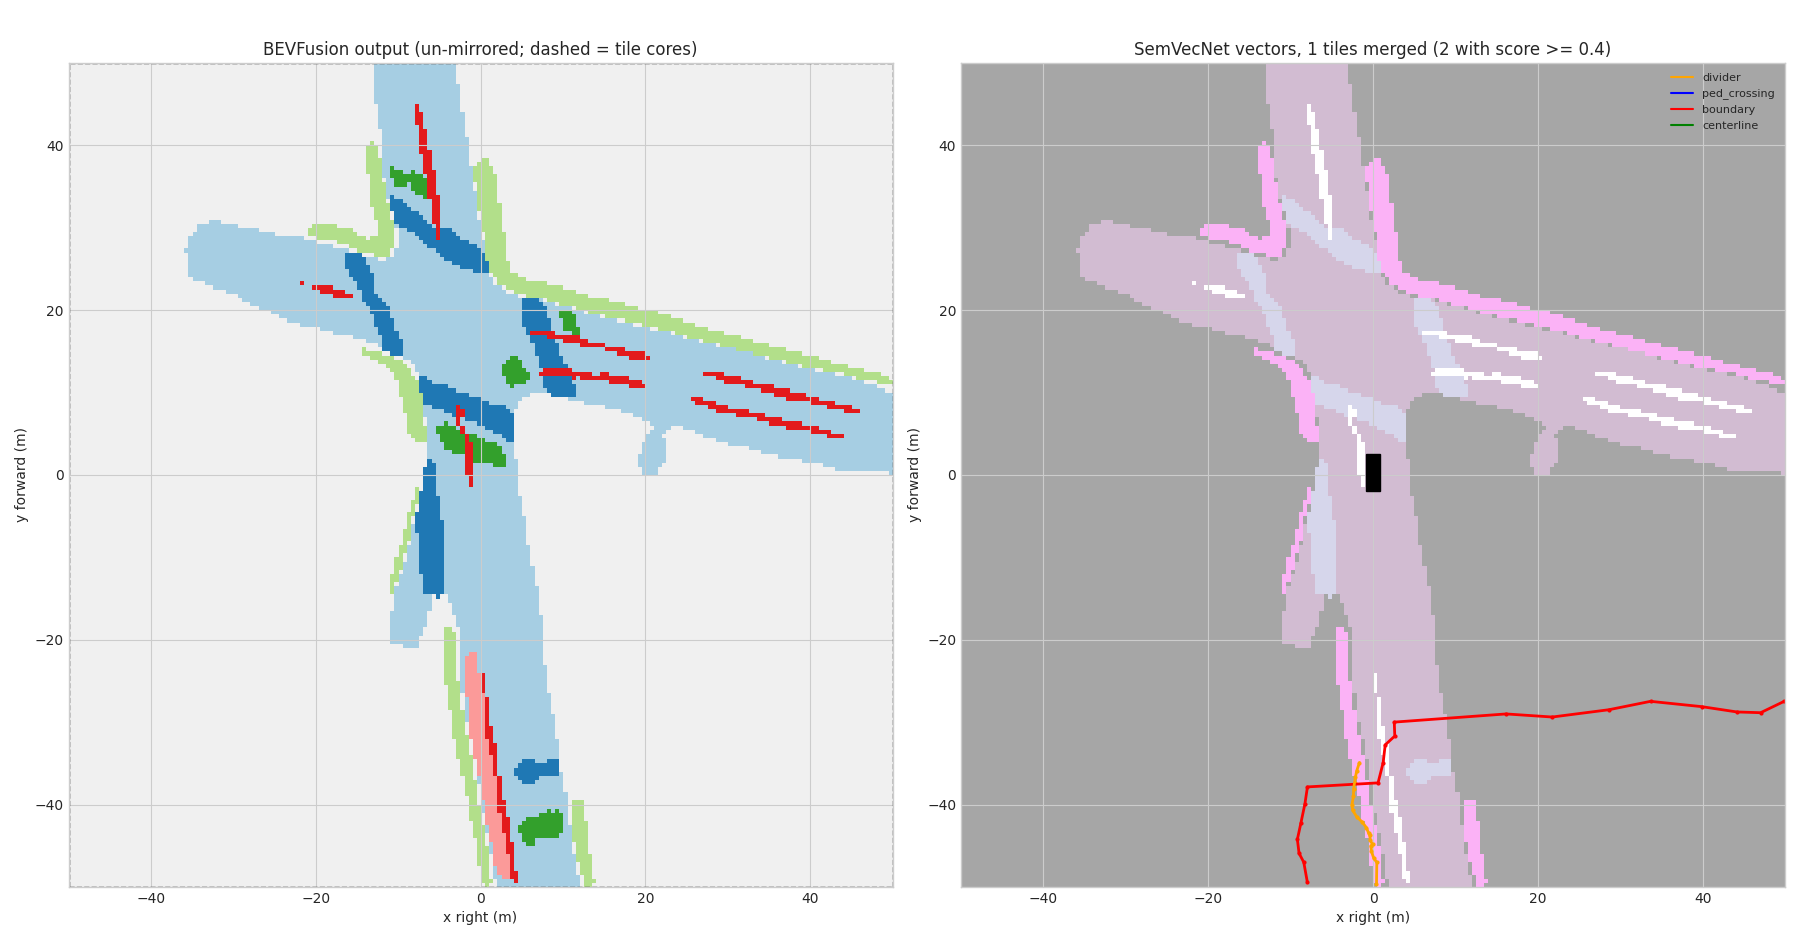 BEVFusion output (un-mirrored; dashed = tile cores)
40
20
0
−20
−40
y forward (m)
−40
−20
0
20
40
x right (m)
SemVecNet vectors, 1 tiles merged (2 with score >= 0.4)
divider
ped_crossing
boundary
centerline
40
20
0
−20
−40
y forward (m)
−40
−20
0
20
40
x right (m)